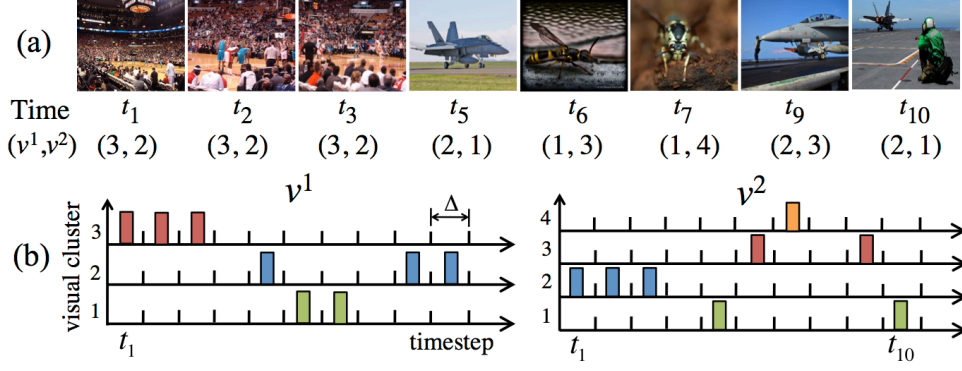 (a)
Time t1 t2 t3 t5 t6 t7 t9 t10
(v1,v2) (3, 2) (3, 2) (3, 2) (2, 1) (1, 3) (1, 4) (2, 3) (2, 1)
(b)
visual cluster
v1
Δ
3
2
1
t1 timestep
v2
4
3
2
1
t1 t10